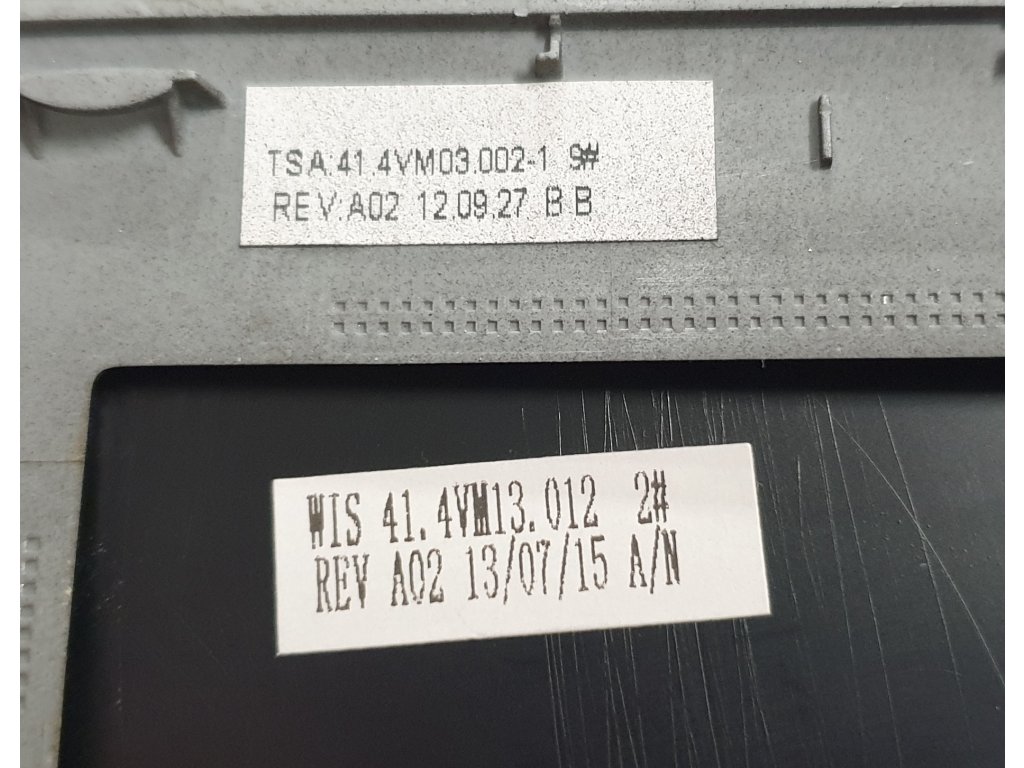 TSA:41.4VM03.002-1 9#
REV:A02 12.09.27 B B
WIS 41.4VM13.012 2#
REV A02 13/07/15 A/N